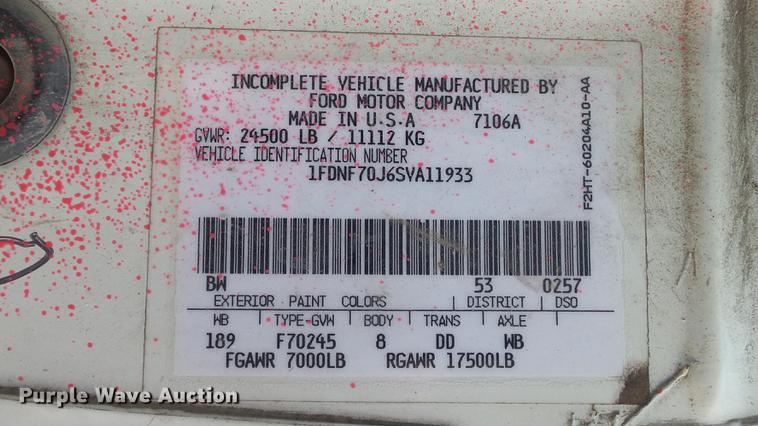 INCOMPLETE VEHICLE MANUFACTURED BY
FORD MOTOR COMPANY
MADE IN U.S.A 7106A
GVWR: 24500 LB / 11112 KG
VEHICLE IDENTIFICATION NUMBER
1FDNF70J6SVA11933
BW 53 0257
EXTERIOR PAINT COLORS DISTRICT DSO
WB TYPE-GVW BODY TRANS AXLE
189 F70245 8 DD WB
FGAWR 7000LB RGAWR 17500LB
F2HT-60204A10-AA
Purple Wave Auction